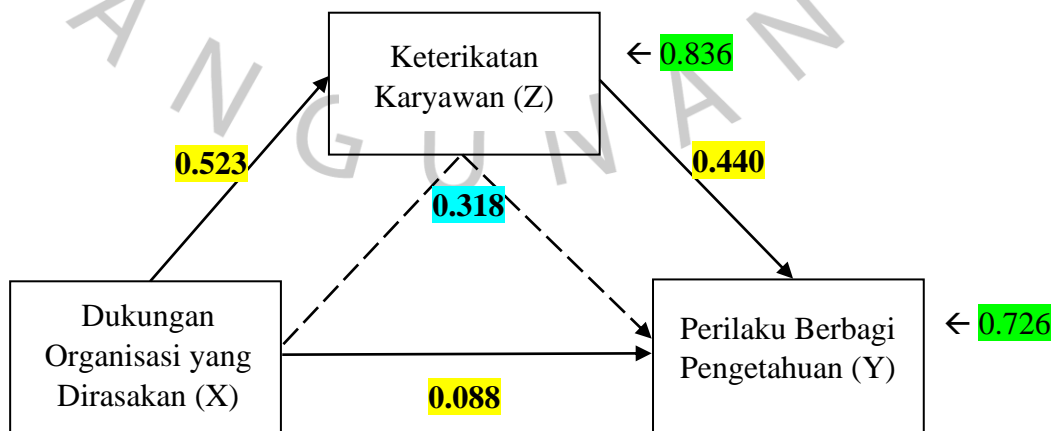 A N G U N A N
Keterikatan
Karyawan (Z)
← 0.836
0.523
0.440
0.318
Dukungan
Organisasi yang
Dirasakan (X)
Perilaku Berbagi
Pengetahuan (Y)
← 0.726
0.088